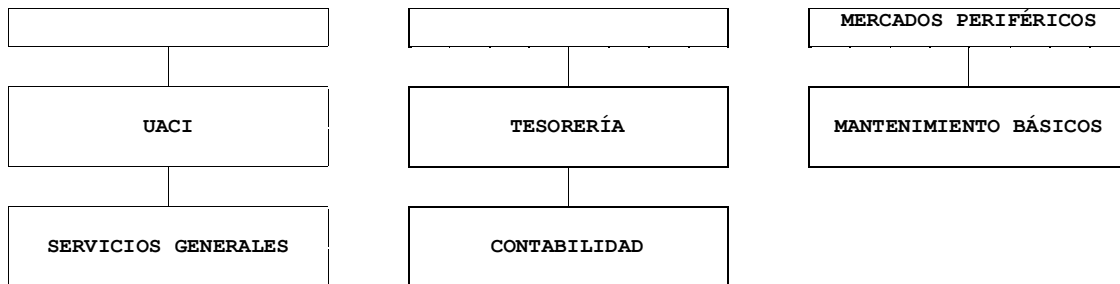 MERCADOS PERIFÉRICOS
UACI
TESORERÍA
MANTENIMIENTO BÁSICOS
SERVICIOS GENERALES
CONTABILIDAD